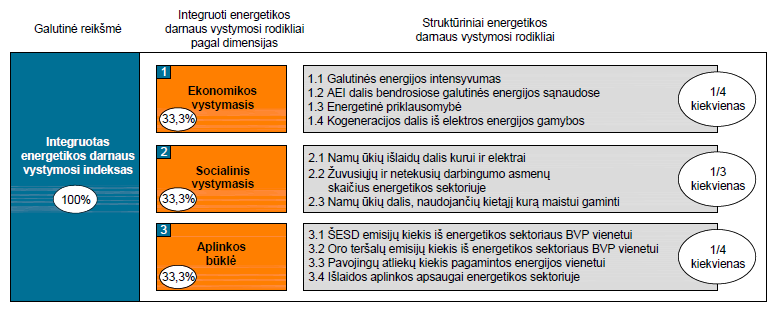 Galutinė reikšmė
Integruoti energetikos
darnaus vystymosi rodikliai
pagal dimensijas
Struktūriniai energetikos
darnaus vystymosi rodikliai
Integruotas
energetikos darnaus
vystymosi indeksas
100%
1
Ekonomikos
vystymasis
33,3%
1.1 Galutinės energijos intensyvumas
1.2 AEI dalis bendrosiose galutinės energijos sąnaudose
1.3 Energetinė priklausomybė
1.4 Kogeneracijos dalis iš elektros energijos gamybos
1/4
kiekvienas
2
Socialinis
vystymasis
33,3%
2.1 Namų ūkių išlaidų dalis kurui ir elektrai
2.2 Žuvusiųjų ir netekusių darbingumo asmenų
skaičius energetikos sektoriuje
2.3 Namų ūkių dalis, naudojančių kietąjį kurą maistui gaminti
1/3
kiekvienas
3
Aplinkos
būklė
33,3%
3.1 ŠESD emisijų kiekis iš energetikos sektoriaus BVP vienetui
3.2 Oro teršalų emisijų kiekis iš energetikos sektoriaus BVP vienetui
3.3 Pavojingų atliekų kiekis pagamintos energijos vienetui
3.4 Išlaidos aplinkos apsaugai energetikos sektoriuje
1/4
kiekvienas